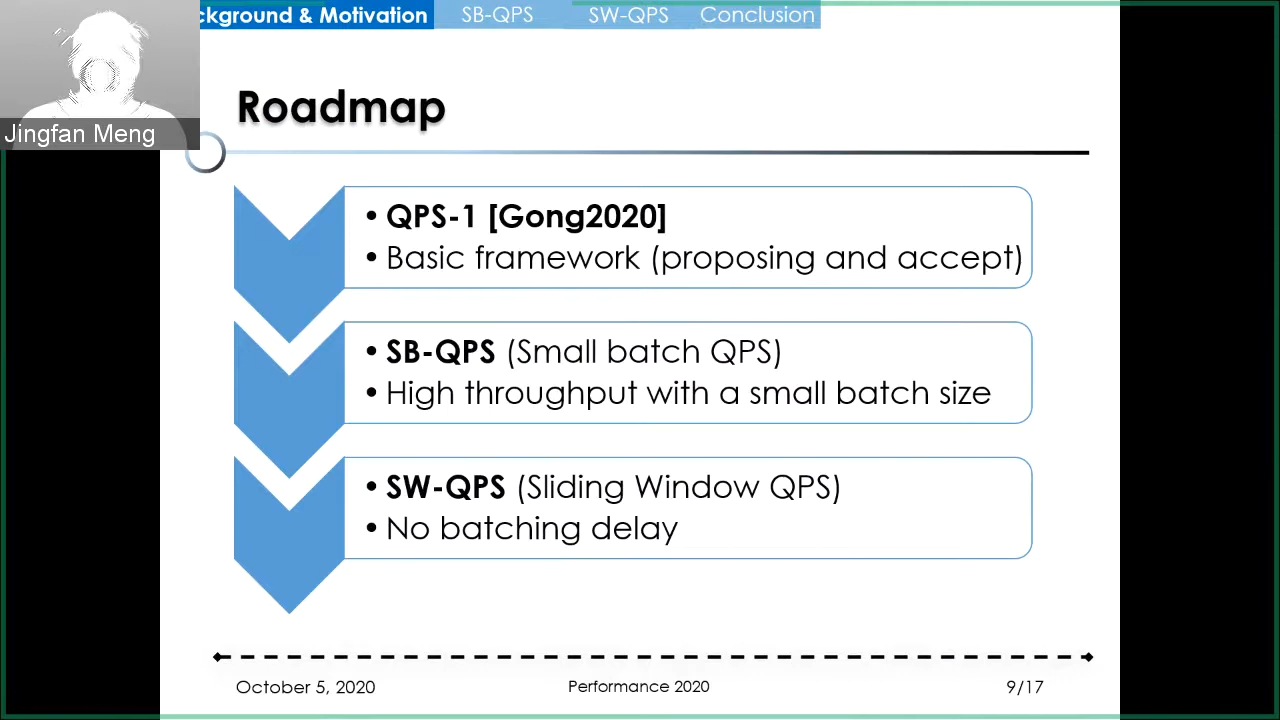 ckground & Motivation SB-QPS SW-QPS Conclusion
Jingfan Meng
Roadmap
• QPS-1 [Gong2020]
• Basic framework (proposing and accept)
• SB-QPS (Small batch QPS)
• High throughput with a small batch size
• SW-QPS (Sliding Window QPS)
• No batching delay
October 5, 2020 Performance 2020 9/17